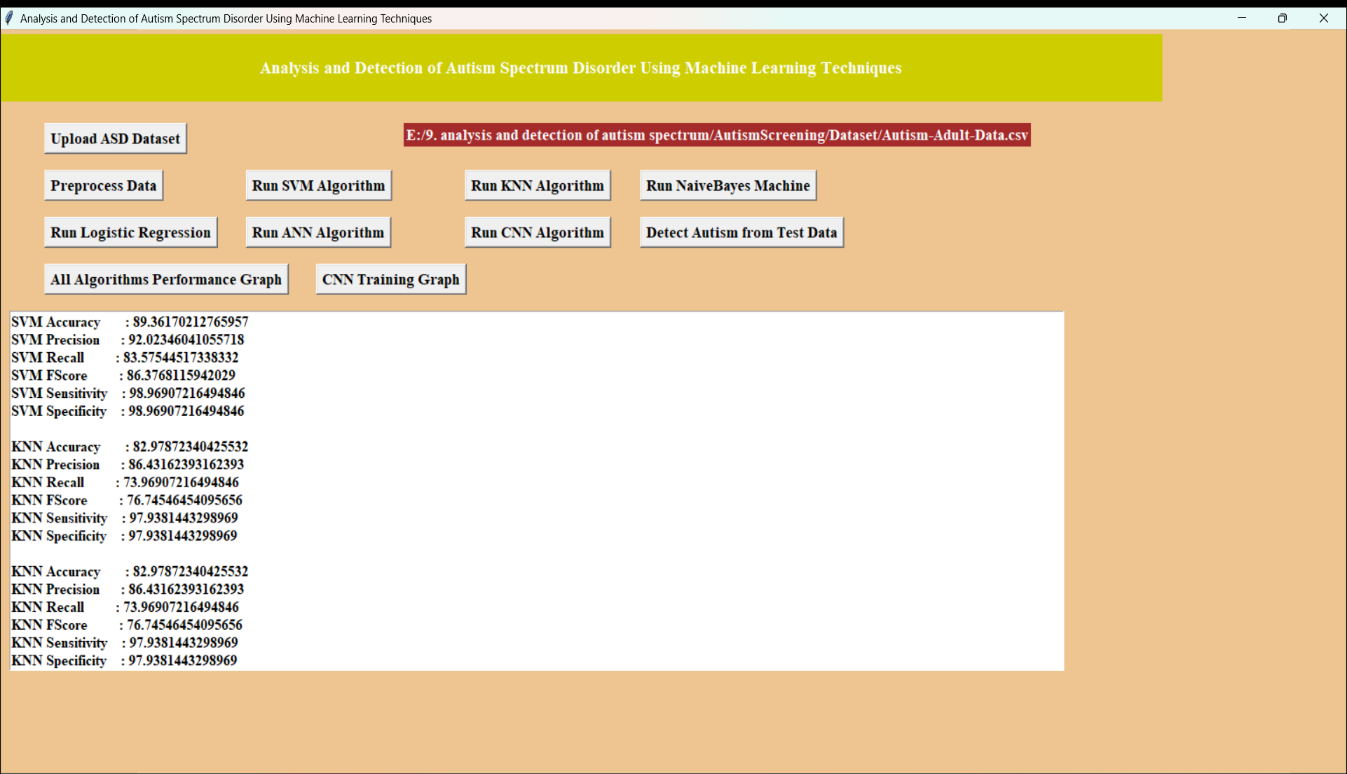 Analysis and Detection of Autism Spectrum Disorder Using Machine Learning Techniques
Analysis and Detection of Autism Spectrum Disorder Using Machine Learning Techniques
Upload ASD Dataset
E:/9. analysis and detection of autism spectrum/AutismScreening/Dataset/Autism-Adult-Data.csv
Preprocess Data
Run SVM Algorithm
Run KNN Algorithm
Run NaiveBayes Machine
Run Logistic Regression
Run ANN Algorithm
Run CNN Algorithm
Detect Autism from Test Data
All Algorithms Performance Graph
CNN Training Graph
SVM Accuracy : 89.36170212765957
SVM Precision : 92.02346041055718
SVM Recall : 83.57544517338332
SVM FScore : 86.3768115942029
SVM Sensitivity : 98.96907216494846
SVM Specificity : 98.96907216494846
KNN Accuracy : 82.97872340425532
KNN Precision : 86.43162393162393
KNN Recall : 73.96907216494846
KNN FScore : 76.74546454095656
KNN Sensitivity : 97.9381443298969
KNN Specificity : 97.9381443298969
KNN Accuracy : 82.97872340425532
KNN Precision : 86.43162393162393
KNN Recall : 73.96907216494846
KNN FScore : 76.74546454095656
KNN Sensitivity : 97.9381443298969
KNN Specificity : 97.9381443298969